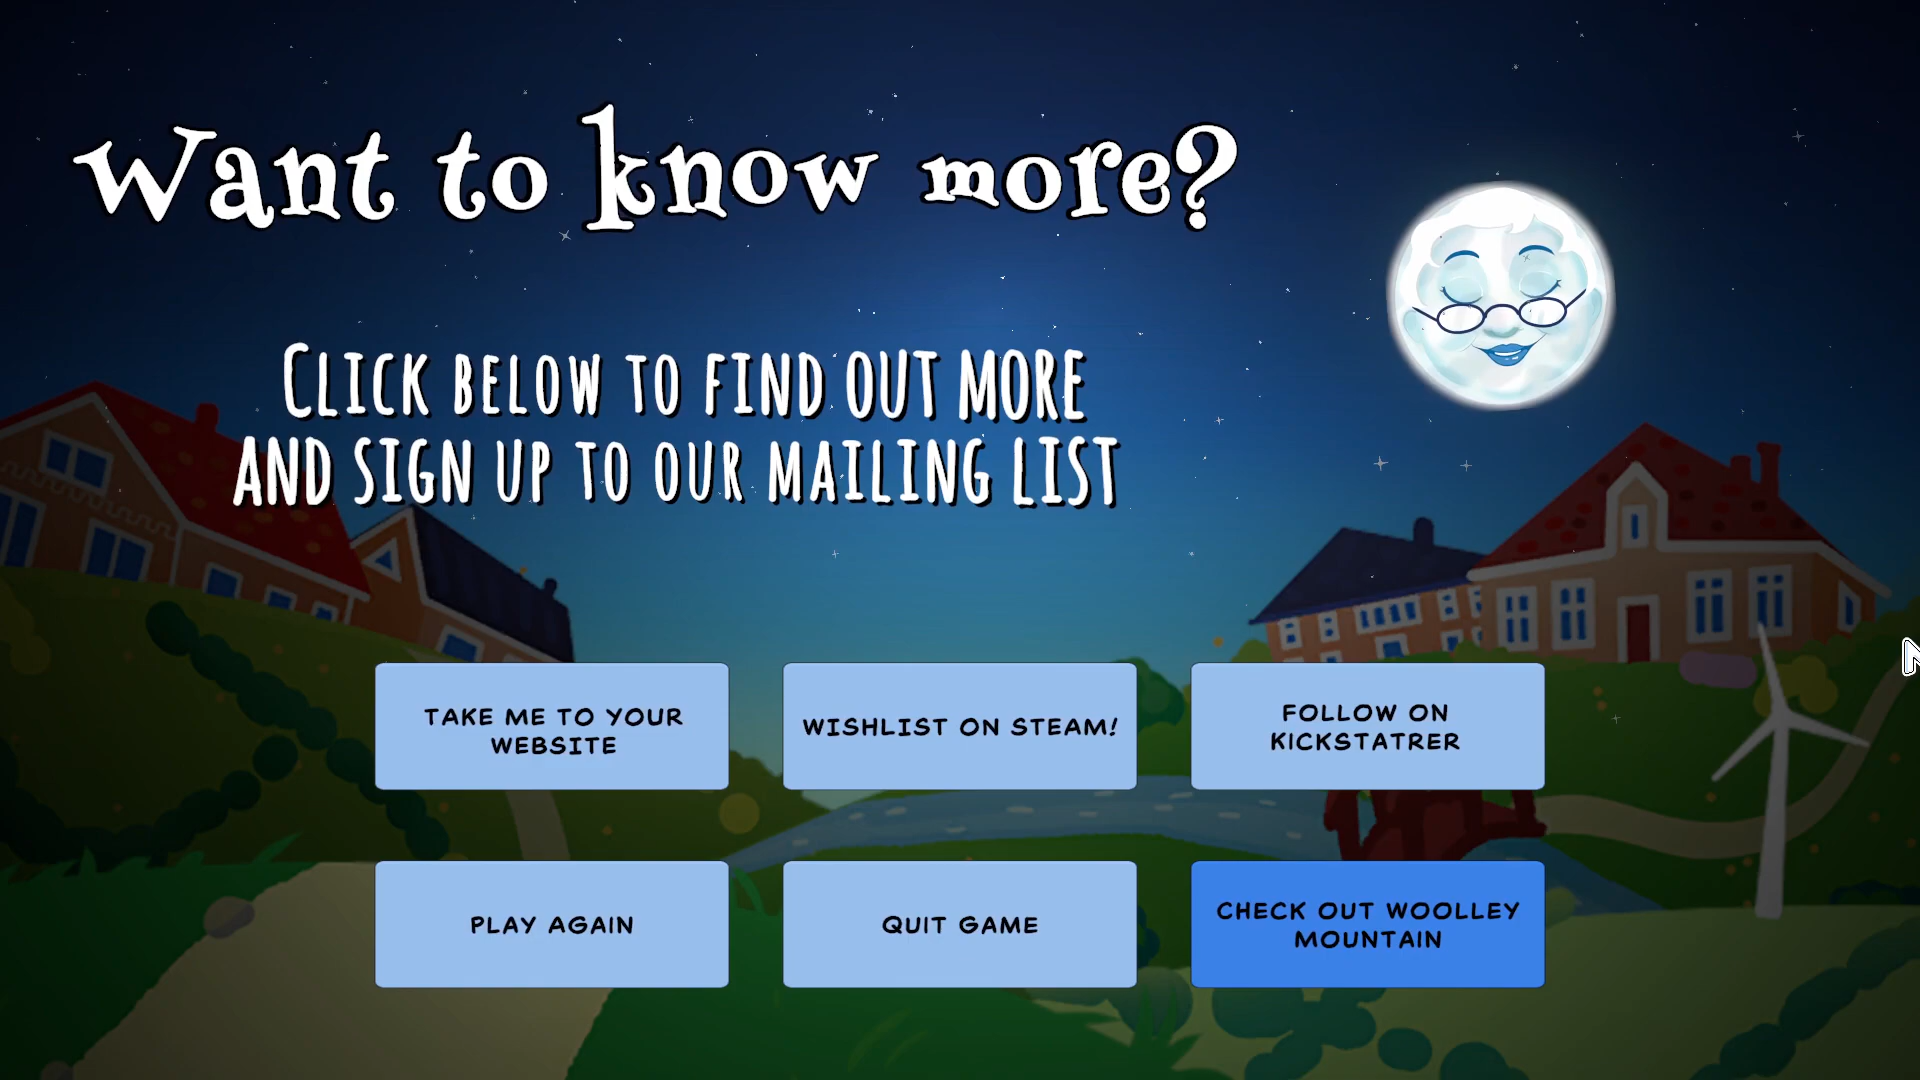 Want to know more?
CLICK BELOW TO FIND OUT MORE
AND SIGN UP TO OUR MAILING LIST
TAKE ME TO YOUR
WEBSITE
WISHLIST ON STEAM!
FOLLOW ON
KICKSTATRER
PLAY AGAIN
QUIT GAME
CHECK OUT WOOLLEY
MOUNTAIN